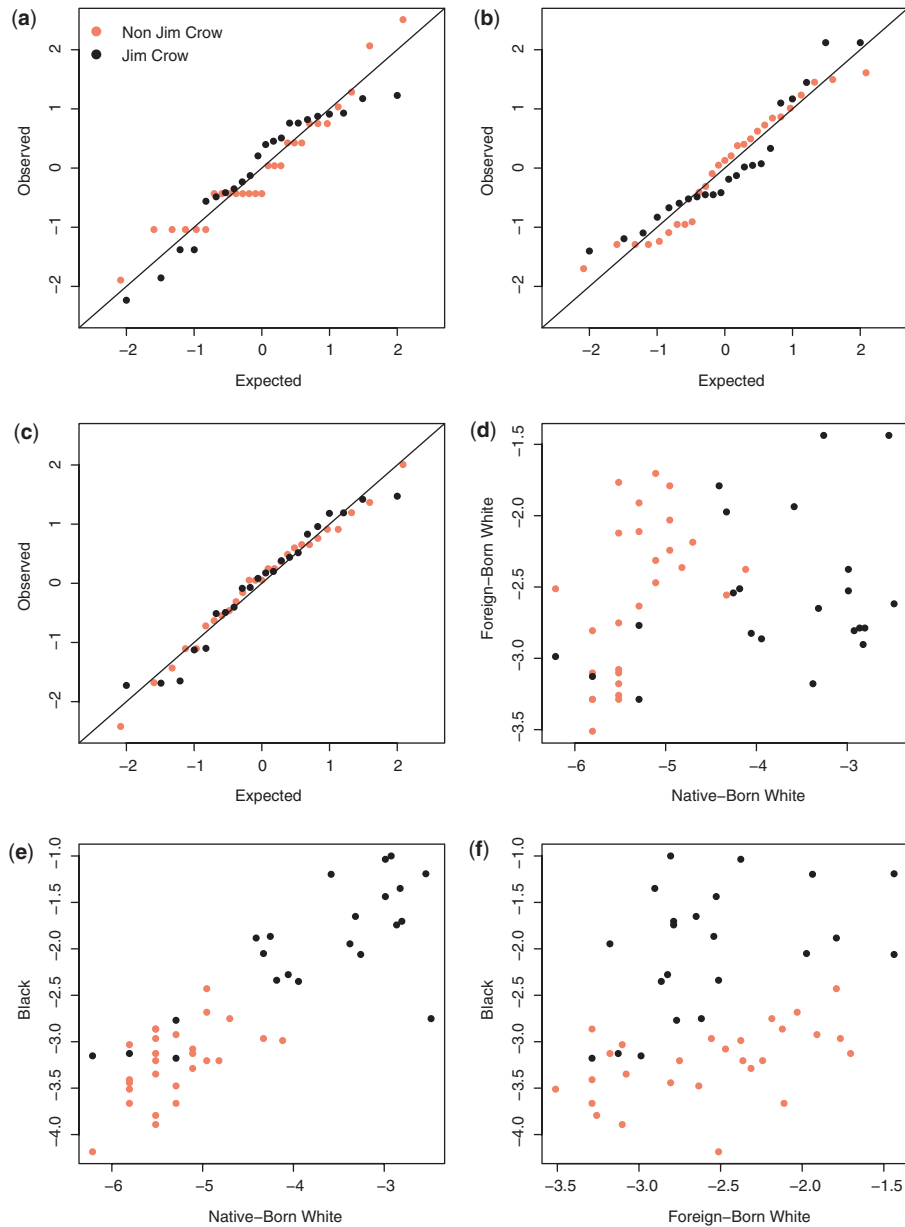 (a)
Non Jim Crow
Jim Crow
Observed
2
1
0
−1
−2
−2 −1 0 1 2
Expected
(b)
Observed
2
1
0
−1
−2
−2 −1 0 1 2
Expected
(c)
Observed
2
1
0
−1
−2
−2 −1 0 1 2
Expected
(d)
Foreign−Born White
−1.5
−2.0
−2.5
−3.0
−3.5
−6 −5 −4 −3
Native−Born White
(e)
Black
−1.0
−1.5
−2.0
−2.5
−3.0
−3.5
−4.0
−6 −5 −4 −3
Native−Born White
(f)
Black
−1.0
−1.5
−2.0
−2.5
−3.0
−3.5
−4.0
−3.5 −3.0 −2.5 −2.0 −1.5
Foreign−Born White